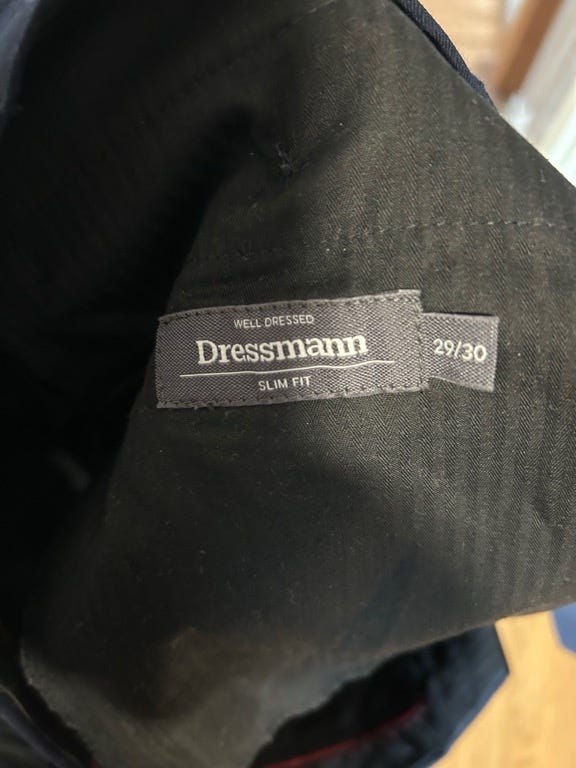 WELL DRESSED
Dressmann
SLIM FIT
29/30